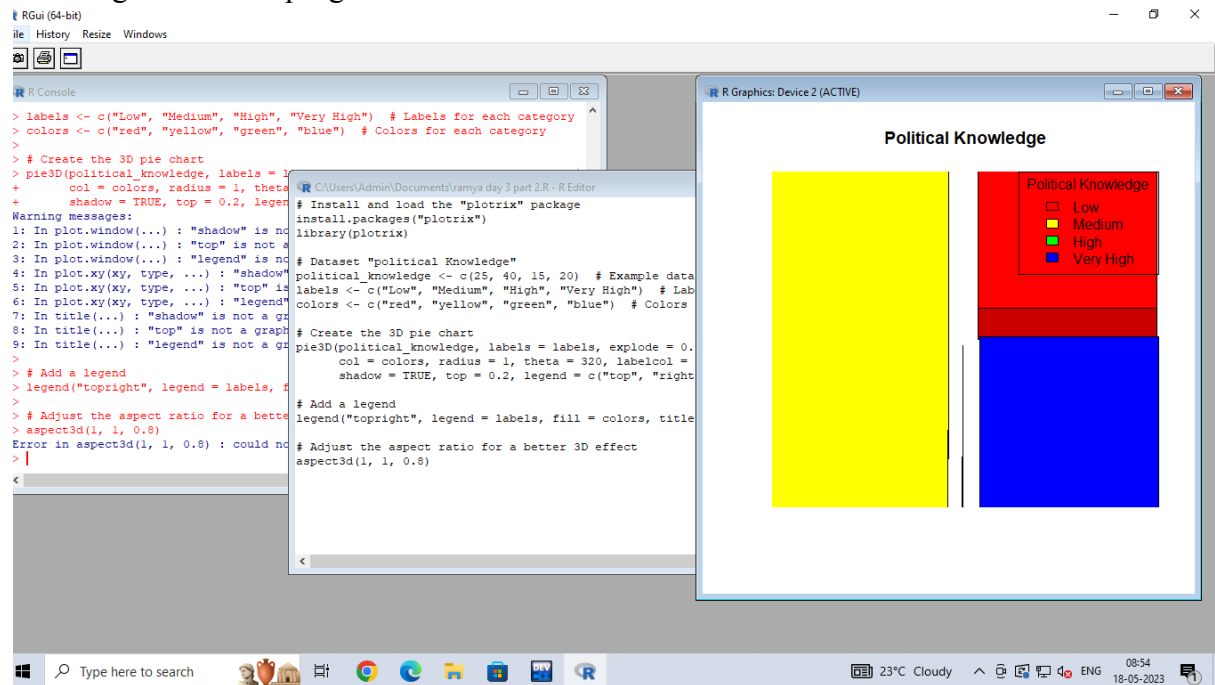 RGui (64-bit)
ile History Resize Windows
R Console
> labels <- c("Low", "Medium", "High", "Very High")  # Labels for each category
> colors <- c("red", "yellow", "green", "blue")  # Colors for each category
>
> # Create the 3D pie chart
> pie3D(political_knowledge, labels = l
+       col = colors, radius = 1, theta
+       shadow = TRUE, top = 0.2, legen
Warning messages:
1: In plot.window(...) : "shadow" is no
2: In plot.window(...) : "top" is not a
3: In plot.window(...) : "legend" is no
4: In plot.xy(xy, type, ...) : "shadow"
5: In plot.xy(xy, type, ...) : "top" is
6: In plot.xy(xy, type, ...) : "legend"
7: In title(...) : "shadow" is not a gr
8: In title(...) : "top" is not a graph
9: In title(...) : "legend" is not a gr
>
> # Add a legend
> legend("topright", legend = labels, f
>
> # Adjust the aspect ratio for a bette
> aspect3d(1, 1, 0.8)
Error in aspect3d(1, 1, 0.8) : could no
>
C:\Users\Admin\Documents\ramya day 3 part 2.R - R Editor
# Install and load the "plotrix" package
install.packages("plotrix")
library(plotrix)
# Dataset "political Knowledge"
political_knowledge <- c(25, 40, 15, 20)  # Example data
labels <- c("Low", "Medium", "High", "Very High")  # Lab
colors <- c("red", "yellow", "green", "blue")  # Colors
# Create the 3D pie chart
pie3D(political_knowledge, labels = labels, explode = 0.
col = colors, radius = 1, theta = 320, labelcol =
shadow = TRUE, top = 0.2, legend = c("top", "right
# Add a legend
legend("topright", legend = labels, fill = colors, title
# Adjust the aspect ratio for a better 3D effect
aspect3d(1, 1, 0.8)
R Graphics: Device 2 (ACTIVE)
Political Knowledge
Political Knowledge
Low
Medium
High
Very High
Type here to search
DEV
23°C Cloudy
ENG
08:54
18-05-2023